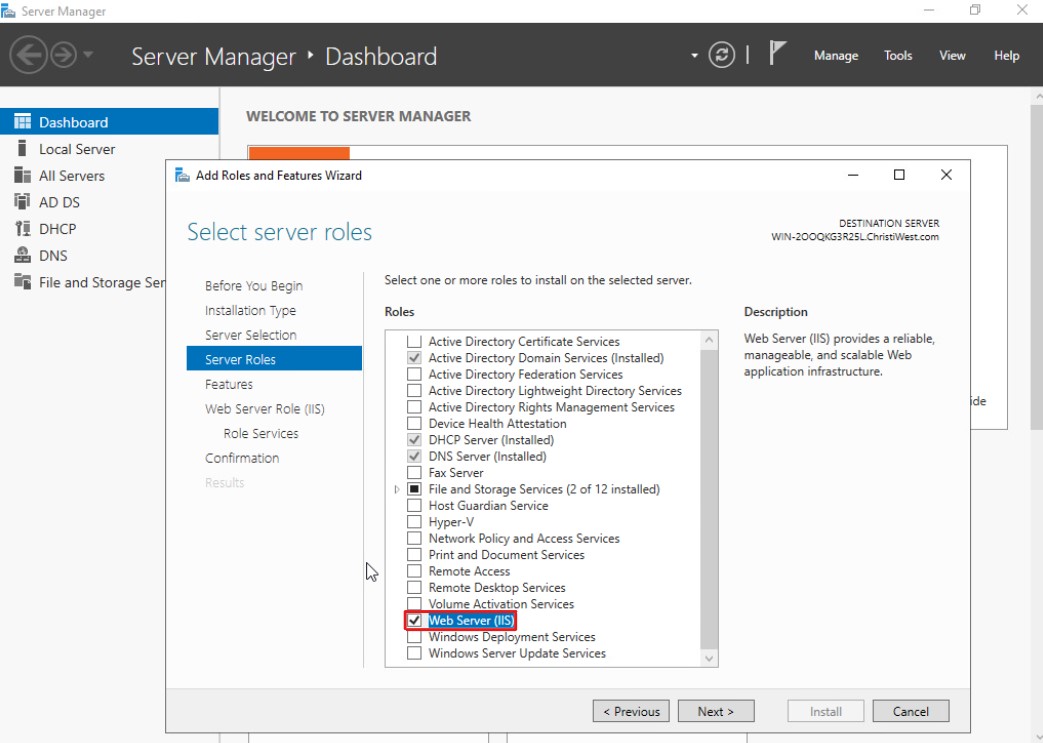 Server Manager
Server Manager ‣ Dashboard
Manage Tools View Help
Dashboard
Local Server
All Servers
AD DS
DHCP
DNS
File and Storage Ser
WELCOME TO SERVER MANAGER
Add Roles and Features Wizard
Select server roles
DESTINATION SERVER
WIN-2OOQKG3R25L.ChristiWest.com
Before You Begin
Installation Type
Server Selection
Server Roles
Features
Web Server Role (IIS)
Role Services
Confirmation
Results
Select one or more roles to install on the selected server.
Roles
Active Directory Certificate Services
Active Directory Domain Services (Installed)
Active Directory Federation Services
Active Directory Lightweight Directory Services
Active Directory Rights Management Services
Device Health Attestation
DHCP Server (Installed)
DNS Server (Installed)
Fax Server
File and Storage Services (2 of 12 installed)
Host Guardian Service
Hyper-V
Network Policy and Access Services
Print and Document Services
Remote Access
Remote Desktop Services
Volume Activation Services
Web Server (IIS)
Windows Deployment Services
Windows Server Update Services
Description
Web Server (IIS) provides a reliable,
manageable, and scalable Web
application infrastructure.
ide
< Previous
Next >
Install
Cancel